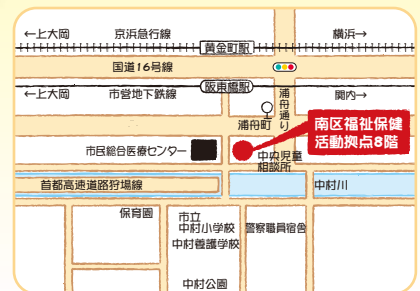 ←上大岡 京浜急行線 横浜→
黄金町駅
国道16号線
阪東橋駅
←上大岡 市営地下鉄線 関内→
浦舟通り
浦舟町
南区福祉保健
活動拠点8階
市民総合医療センター
中央児童
相談所
首都高速道路狩場線 中村川
保育園
市立
中村小学校
中村養護学校
警察職員宿舎
中村公園